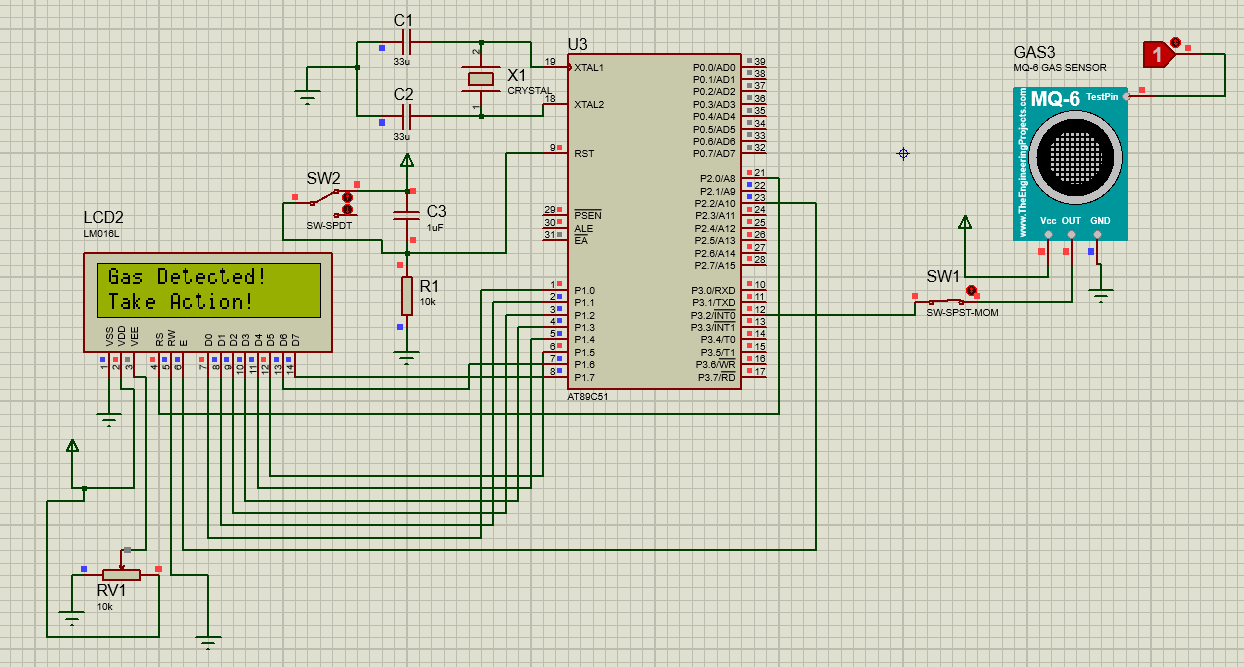 C1
33u
C2
33u
X1
CRYSTAL
2
1
U3
19
XTAL1
18
XTAL2
9
RST
29
PSEN
30
ALE
31
EA
1
P1.0
2
P1.1
3
P1.2
4
P1.3
5
P1.4
6
P1.5
7
P1.6
8
P1.7
P0.0/AD0
39
P0.1/AD1
38
P0.2/AD2
37
P0.3/AD3
36
P0.4/AD4
35
P0.5/AD5
34
P0.6/AD6
33
P0.7/AD7
32
P2.0/A8
21
P2.1/A9
22
P2.2/A10
23
P2.3/A11
24
P2.4/A12
25
P2.5/A13
26
P2.6/A14
27
P2.7/A15
28
P3.0/RXD
10
P3.1/TXD
11
P3.2/INT0
12
P3.3/INT1
13
P3.4/T0
14
P3.5/T1
15
P3.6/WR
16
P3.7/RD
17
AT89C51
SW2
SW-SPDT
C3
1uF
R1
10k
LCD2
LM016L
Gas Detected!
Take Action!
VSS
VDD
VEE
RS
RW
E
D0
D1
D2
D3
D4
D5
D6
D7
1
2
3
4
5
6
7
8
9
10
11
12
13
14
RV1
10k
GAS3
MQ-6 GAS SENSOR
1
MQ-6
TestPin
www.TheEngineeringProjects.com
Vcc
OUT
GND
SW1
SW-SPST-MOM